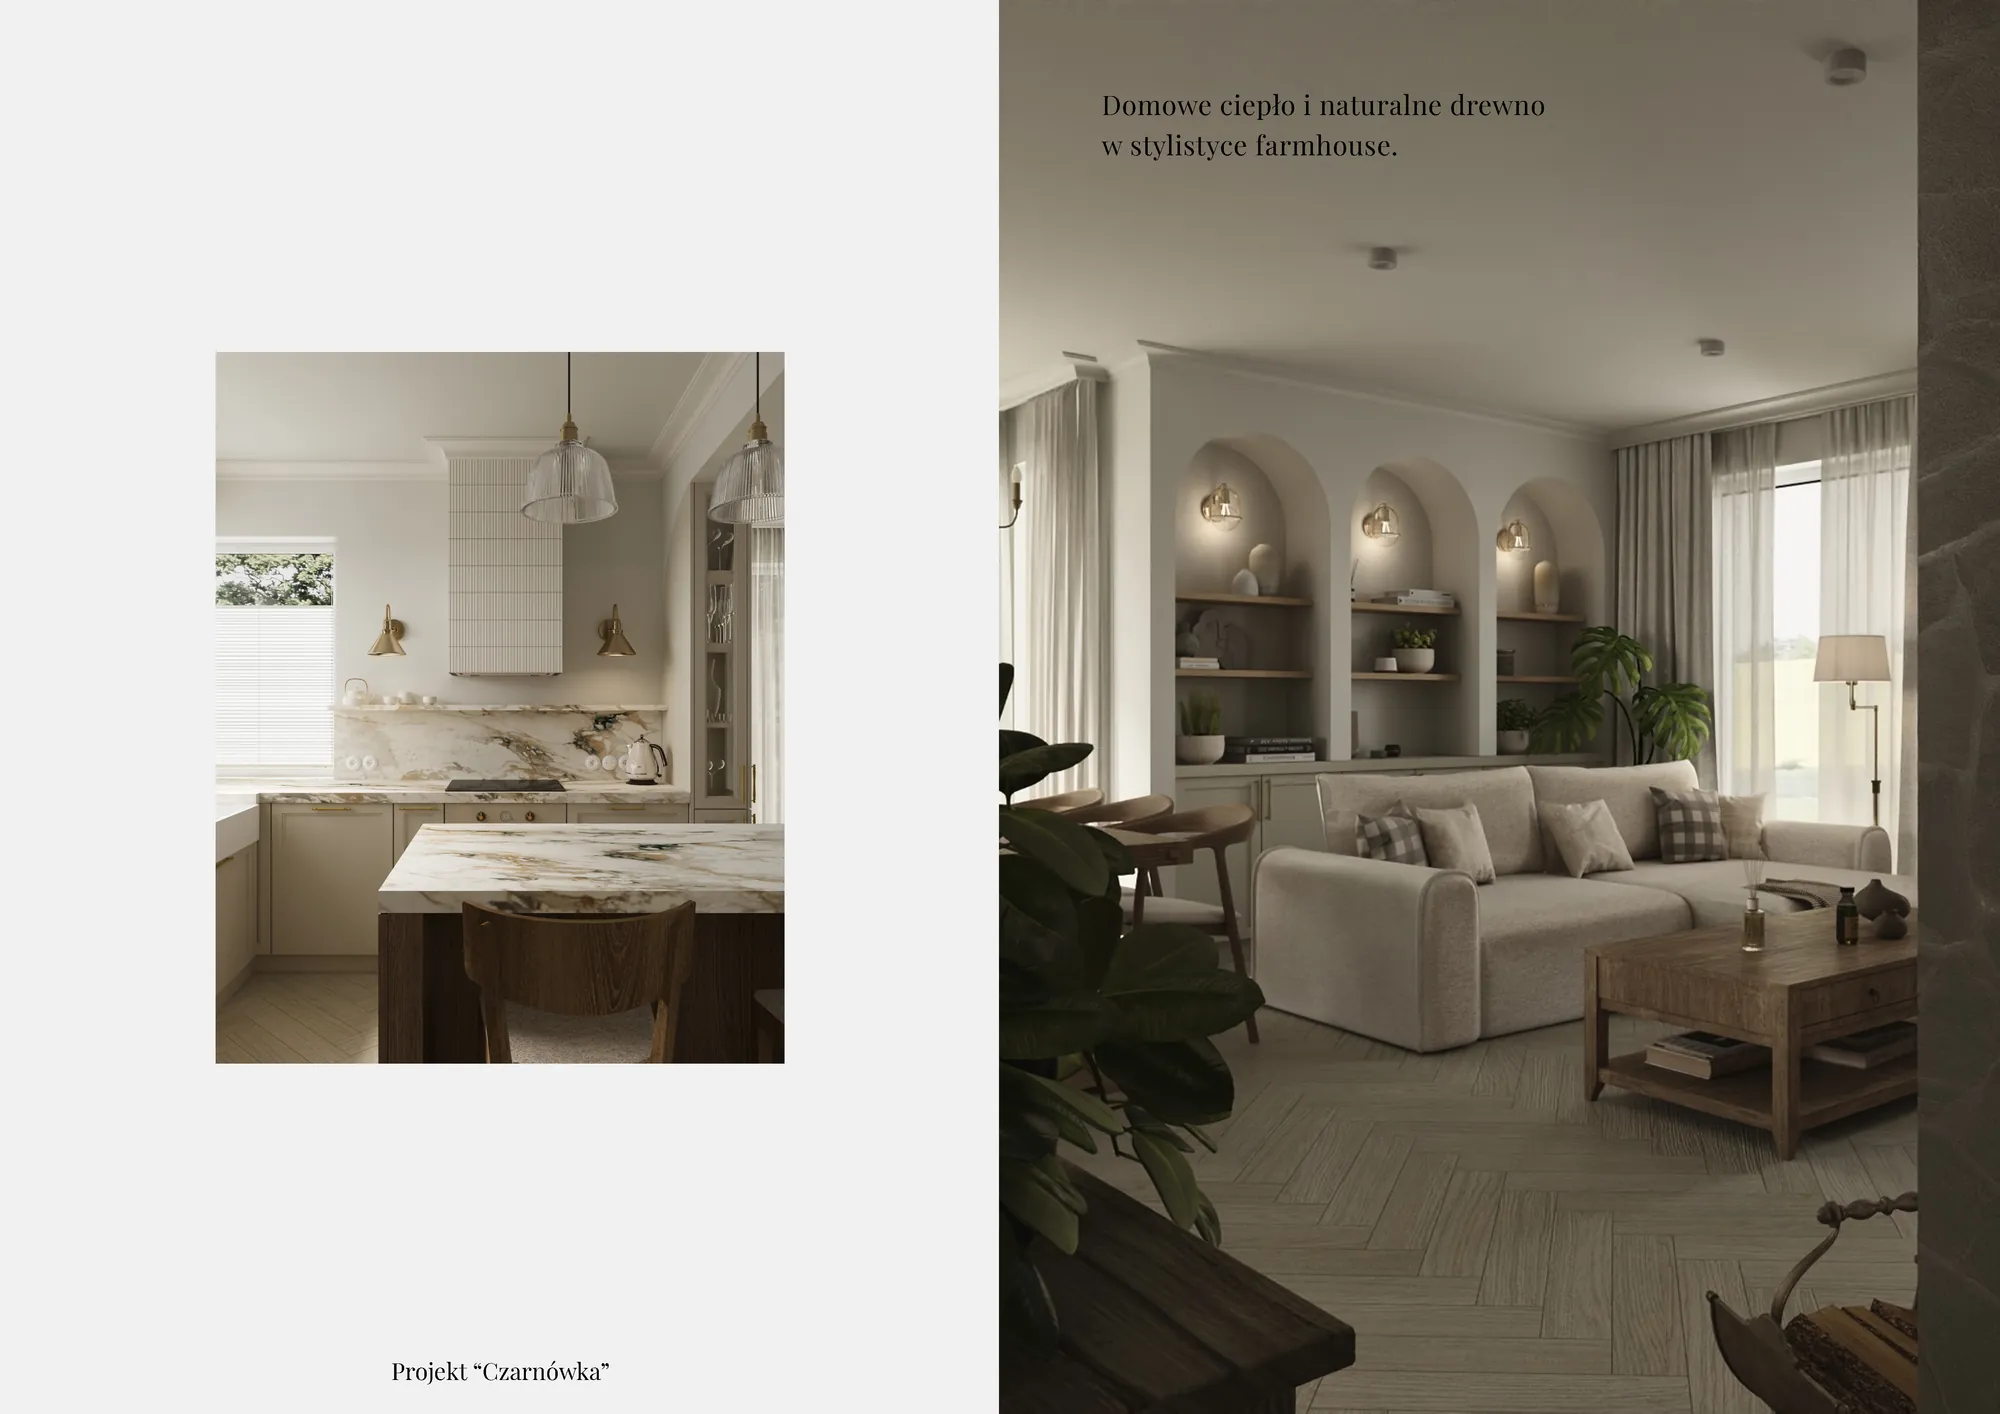 Domowe ciepło i naturalne drewno
w stylistyce farmhouse.
Projekt “Czarnówka”